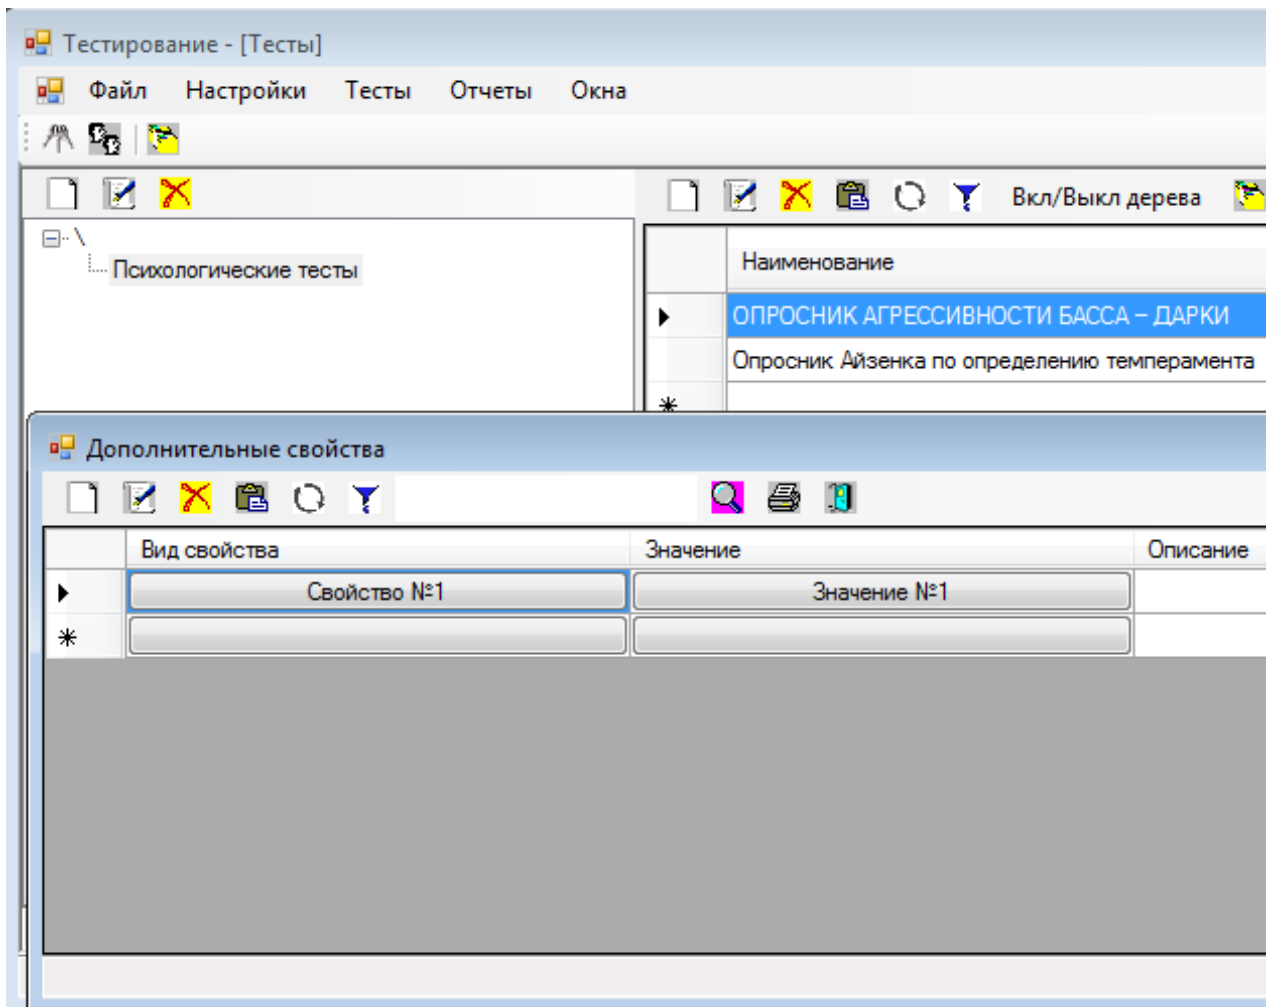 Тестирование - [Тесты]
Файл Настройки Тесты Отчеты Окна
Вкл/Выкл дерева
\
Психологические тесты
Наименование
ОПРОСНИК АГРЕССИВНОСТИ БАССА – ДАРКИ
Опросник Айзенка по определению темперамента
Дополнительные свойства
Вид свойства Значение Описание
Свойство №1 Значение №1